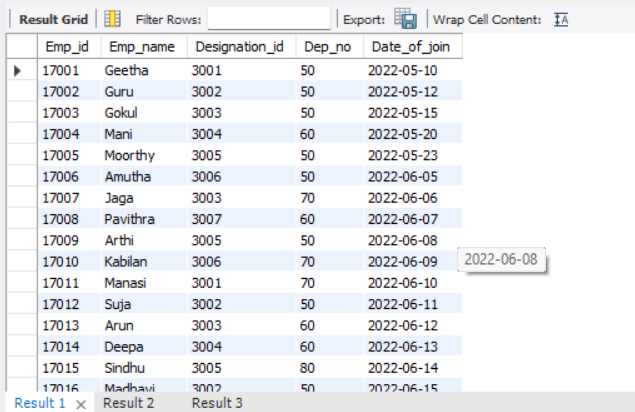 Result Grid Filter Rows: Export: Wrap Cell Content: IA
Emp_id Emp_name Designation_id Dep_no Date_of_join
17001 Geetha 3001 50 2022-05-10
17002 Guru 3002 50 2022-05-12
17003 Gokul 3003 50 2022-05-15
17004 Mani 3004 60 2022-05-20
17005 Moorthy 3005 50 2022-05-23
17006 Amutha 3006 50 2022-06-05
17007 Jaga 3003 70 2022-06-06
17008 Pavithra 3007 60 2022-06-07
17009 Arthi 3005 50 2022-06-08
17010 Kabilan 3006 70 2022-06-09 2022-06-08
17011 Manasi 3001 70 2022-06-10
17012 Suja 3002 50 2022-06-11
17013 Arun 3003 60 2022-06-12
17014 Deepa 3004 60 2022-06-13
17015 Sindhu 3005 80 2022-06-14
17016 Madhavi 3002 50 2022-06-15
Result 1 Result 2 Result 3